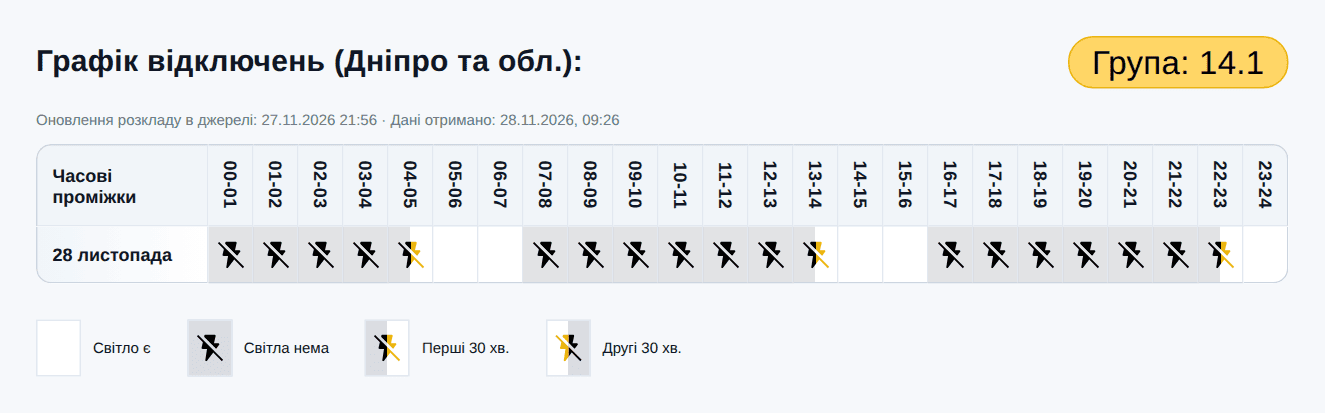 Графік відключень (Дніпро та обл.):
Група: 14.1
Оновлення розкладу в джерелі: 27.11.2026 21:56 · Дані отримано: 28.11.2026, 09:26
Часові
проміжки
00-01
01-02
02-03
03-04
04-05
05-06
06-07
07-08
08-09
09-10
10-11
11-12
12-13
13-14
14-15
15-16
16-17
17-18
18-19
19-20
20-21
21-22
22-23
23-24
28 листопада
Світло є
Світла нема
Перші 30 хв.
Другі 30 хв.